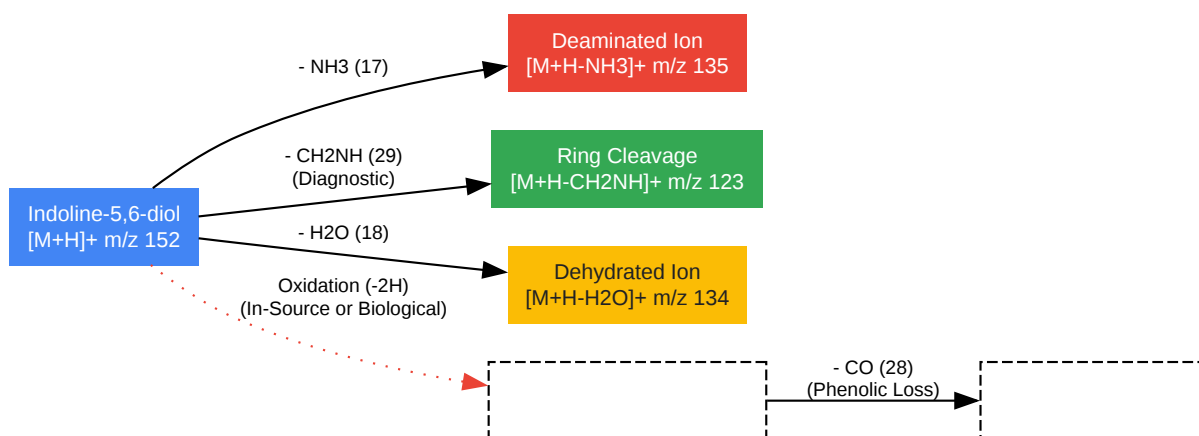 Deaminated Ion
[M+H-NH3]+ m/z 135
- NH3 (17)
- CH2NH (29)
(Diagnostic)
Ring Cleavage
[M+H-CH2NH]+ m/z 123
Indoline-5,6-diol
[M+H]+ m/z 152
- H2O (18)
Dehydrated Ion
[M+H-H2O]+ m/z 134
Oxidation (-2H)
(In-Source or Biological)
- CO (28)
(Phenolic Loss)